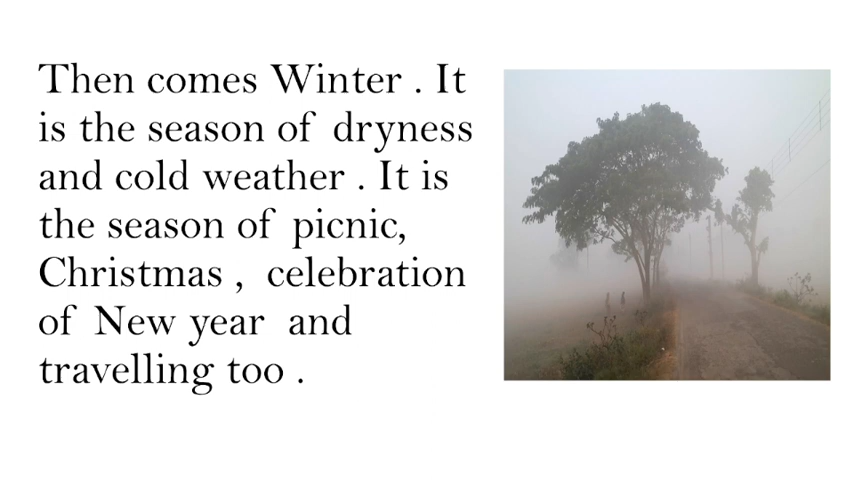 Then comes Winter . It
is the season of dryness
and cold weather . It is
the season of picnic,
Christmas , celebration
of New year and
travelling too .